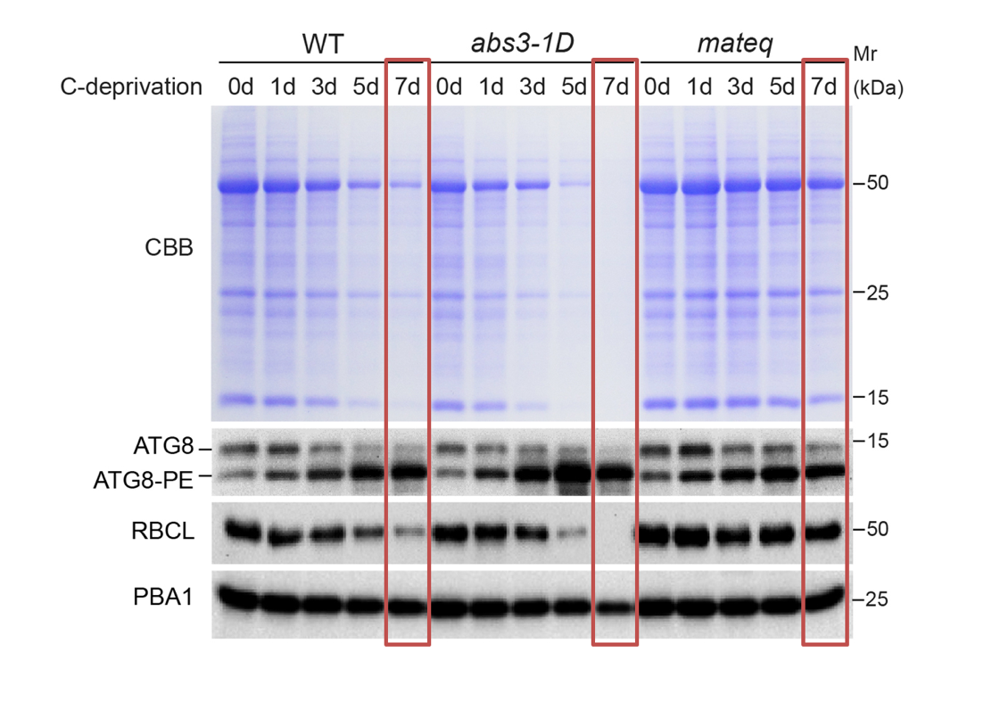 WT abs3-1D mateq Mr
C-deprivation 0d 1d 3d 5d 7d 0d 1d 3d 5d 7d 0d 1d 3d 5d 7d (kDa)
50
CBB
25
15
ATG8 15
ATG8-PE
RBCL 50
PBA1 25